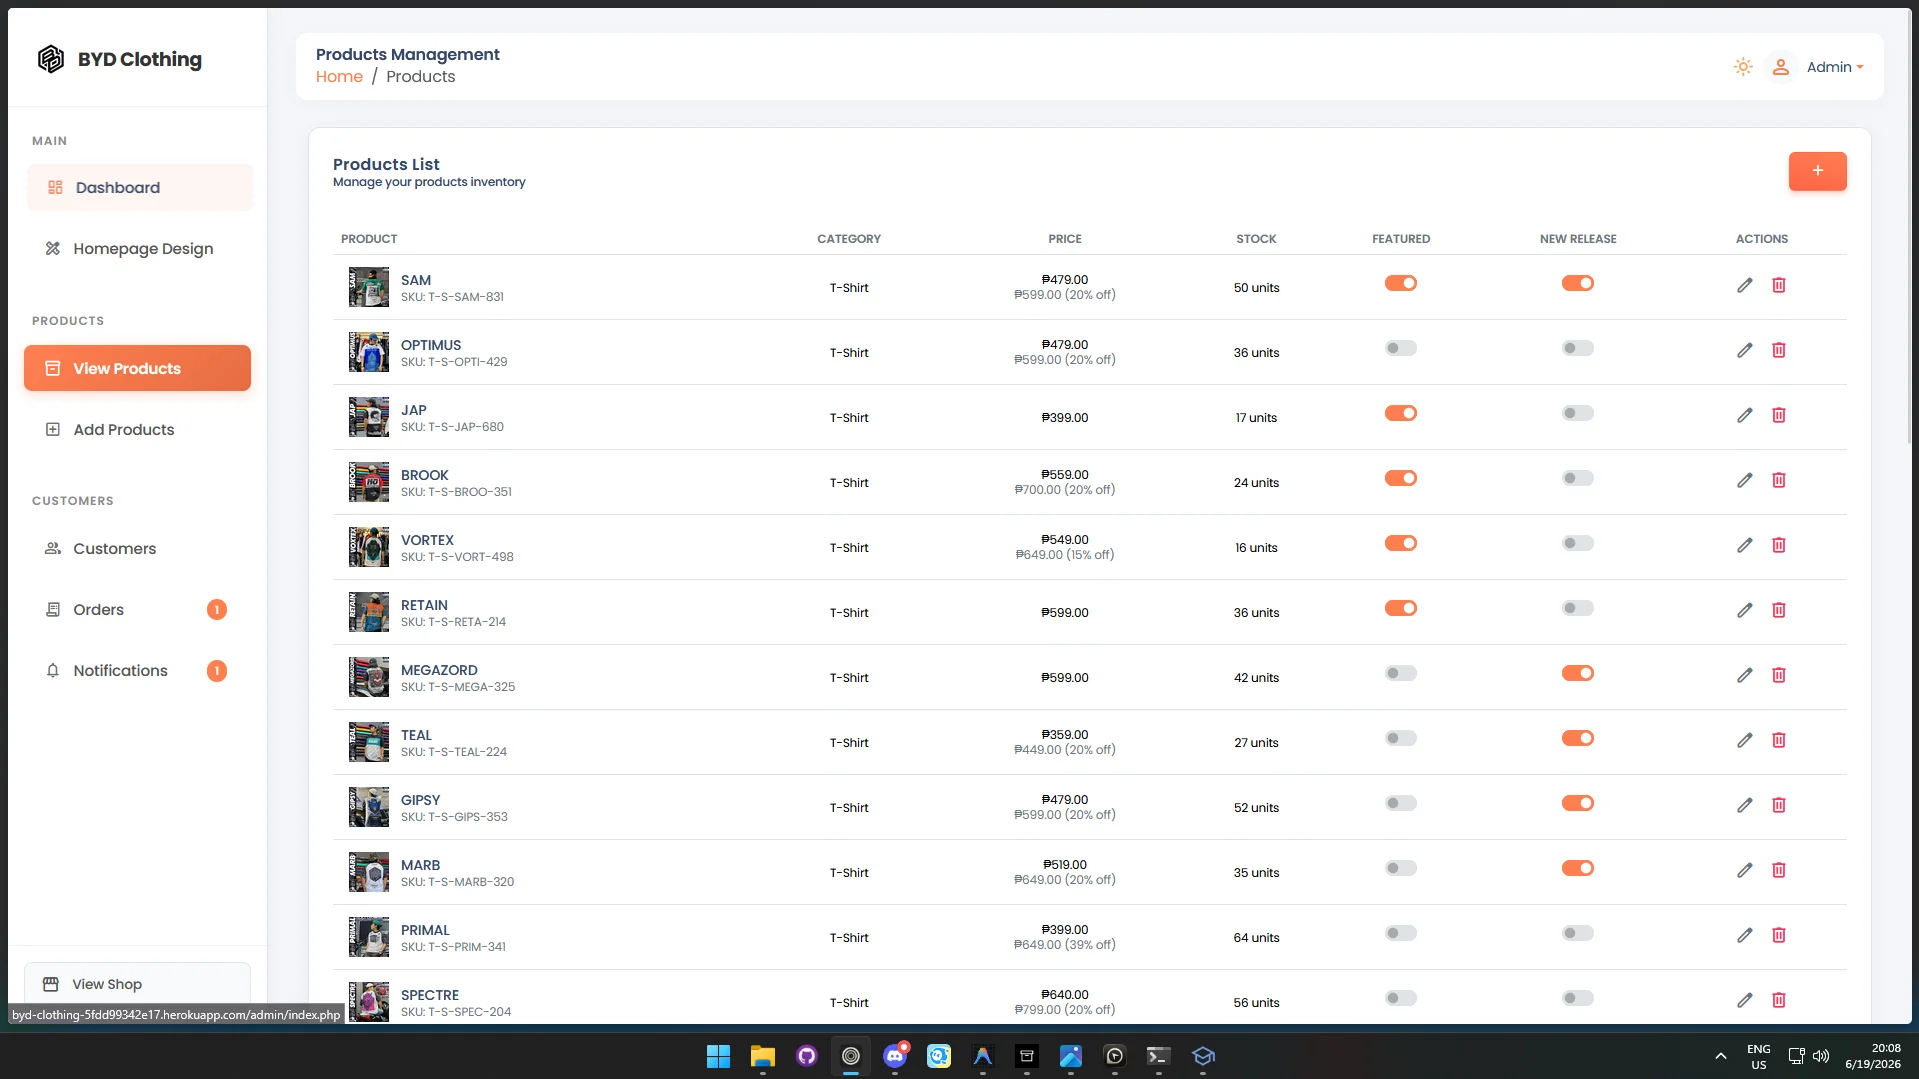 BYD Clothing
MAIN
Dashboard
Homepage Design
PRODUCTS
View Products
Add Products
CUSTOMERS
Customers
Orders 1
Notifications 1
View Shop
byd-clothing-5fdd99342e17.herokuapp.com/admin/index.php
Products Management
Home / Products
Admin
Products List
Manage your products inventory
+
PRODUCT CATEGORY PRICE STOCK FEATURED NEW RELEASE ACTIONS
SAM
SKU: T-S-SAM-831
T-Shirt
₱479.00
₱599.00 (20% off)
50 units
OPTIMUS
SKU: T-S-OPTI-429
T-Shirt
₱479.00
₱599.00 (20% off)
36 units
JAP
SKU: T-S-JAP-680
T-Shirt
₱399.00
17 units
BROOK
SKU: T-S-BROO-351
T-Shirt
₱559.00
₱700.00 (20% off)
24 units
VORTEX
SKU: T-S-VORT-498
T-Shirt
₱549.00
₱649.00 (15% off)
16 units
RETAIN
SKU: T-S-RETA-214
T-Shirt
₱599.00
36 units
MEGAZORD
SKU: T-S-MEGA-325
T-Shirt
₱599.00
42 units
TEAL
SKU: T-S-TEAL-224
T-Shirt
₱359.00
₱449.00 (20% off)
27 units
GIPSY
SKU: T-S-GIPS-353
T-Shirt
₱479.00
₱599.00 (20% off)
52 units
MARB
SKU: T-S-MARB-320
T-Shirt
₱519.00
₱649.00 (20% off)
35 units
PRIMAL
SKU: T-S-PRIM-341
T-Shirt
₱399.00
₱649.00 (39% off)
64 units
SPECTRE
SKU: T-S-SPEC-204
T-Shirt
₱640.00
₱799.00 (20% off)
56 units
ENG
US
20:08
6/19/2026